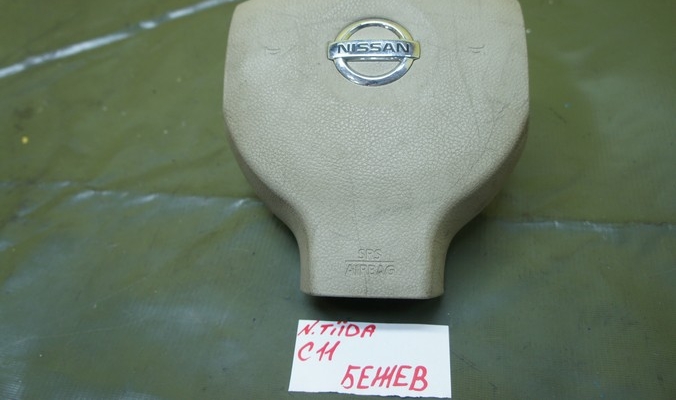 NISSAN
SRS
AIRBAG
N.TiiDA
C11
БЕЖЕВ